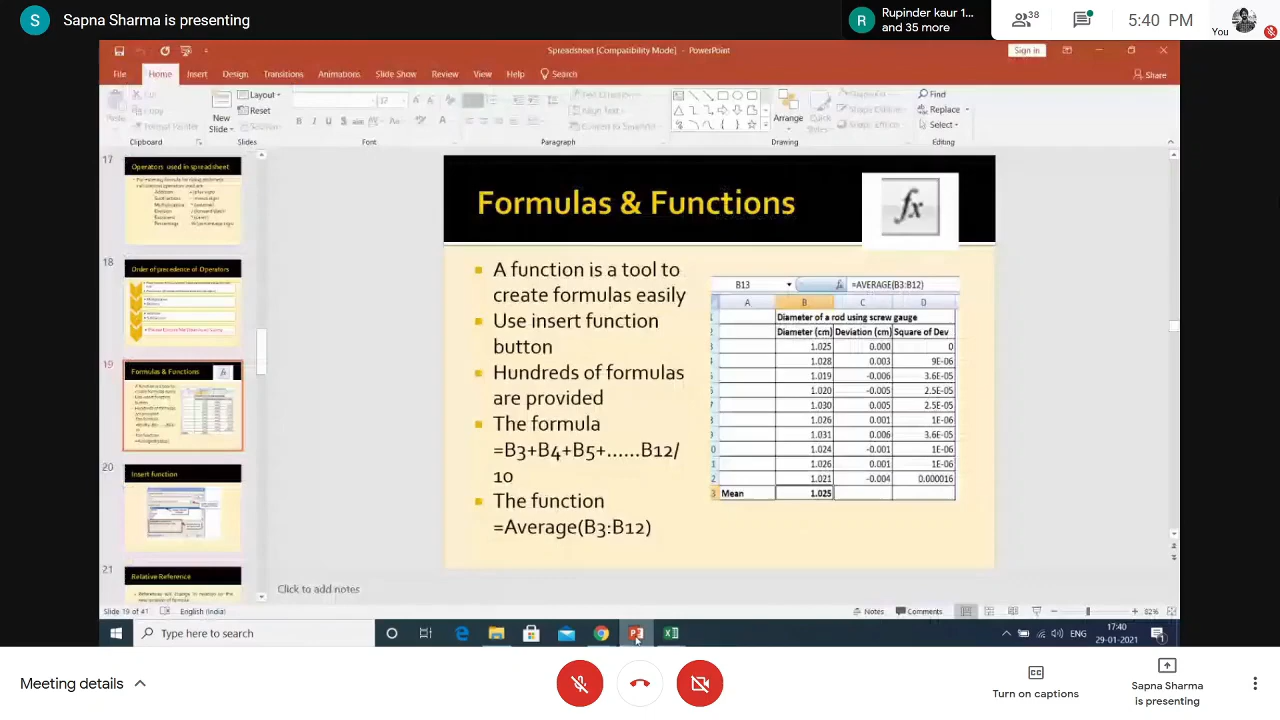 S
Sapna Sharma is presenting
R
Rupinder kaur 1...
and 35 more
38
5:40 PM
You
Spreadsheet [Compatibility Mode] - PowerPoint
Sign in
File
Home
Insert
Design
Transitions
Animations
Slide Show
Review
View
Help
Search
Share
Paste
Cut
Copy
Format Painter
Clipboard
New
Slide
Layout
Reset
Section
Slides
Font
Paragraph
Arrange
Quick
Styles
Drawing
Find
Replace
Select
Editing
17
Operators used in spreadsheet
18
Order of precedence of Operators
19
Formulas & Functions
20
Insert function
21
Relative Reference
Formulas & Functions
fx
A function is a tool to
create formulas easily
Use insert function
button
Hundreds of formulas
are provided
The formula
=B3+B4+B5+......B12/
10
The function
=Average(B3:B12)
B13 fx =AVERAGE(B3:B12)
A B C D
Diameter of a rod using screw gauge
Diameter (cm) Deviation (cm) Square of Dev
1.025 0.000 0
1.028 0.003 9E-06
1.019 -0.006 3.6E-05
1.020 -0.005 2.5E-05
1.030 0.005 2.5E-05
1.026 0.001 1E-06
1.031 0.006 3.6E-05
1.024 -0.001 1E-06
1.026 0.001 1E-06
1.021 -0.004 0.000016
Mean 1.025
Click to add notes
Slide 19 of 41
English (India)
Notes
Comments
82%
Type here to search
ENG
17:40
29-01-2021
1
Meeting details
CC
Turn on captions
Sapna Sharma
is presenting